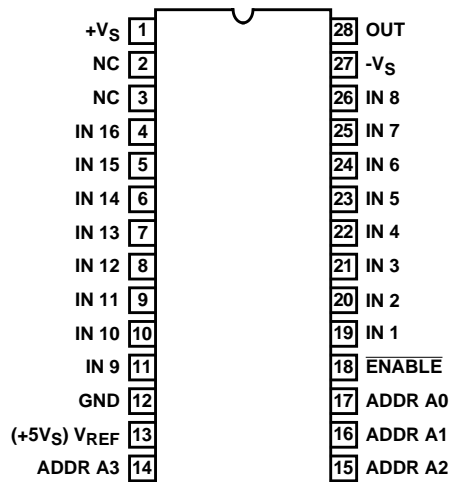 +VS 1 28 OUT
NC 2 27 -VS
NC 3 26 IN 8
IN 16 4 25 IN 7
IN 15 5 24 IN 6
IN 14 6 23 IN 5
IN 13 7 22 IN 4
IN 12 8 21 IN 3
IN 11 9 20 IN 2
IN 10 10 19 IN 1
IN 9 11 18 ENABLE
GND 12 17 ADDR A0
(+5VS) VREF 13 16 ADDR A1
ADDR A3 14 15 ADDR A2